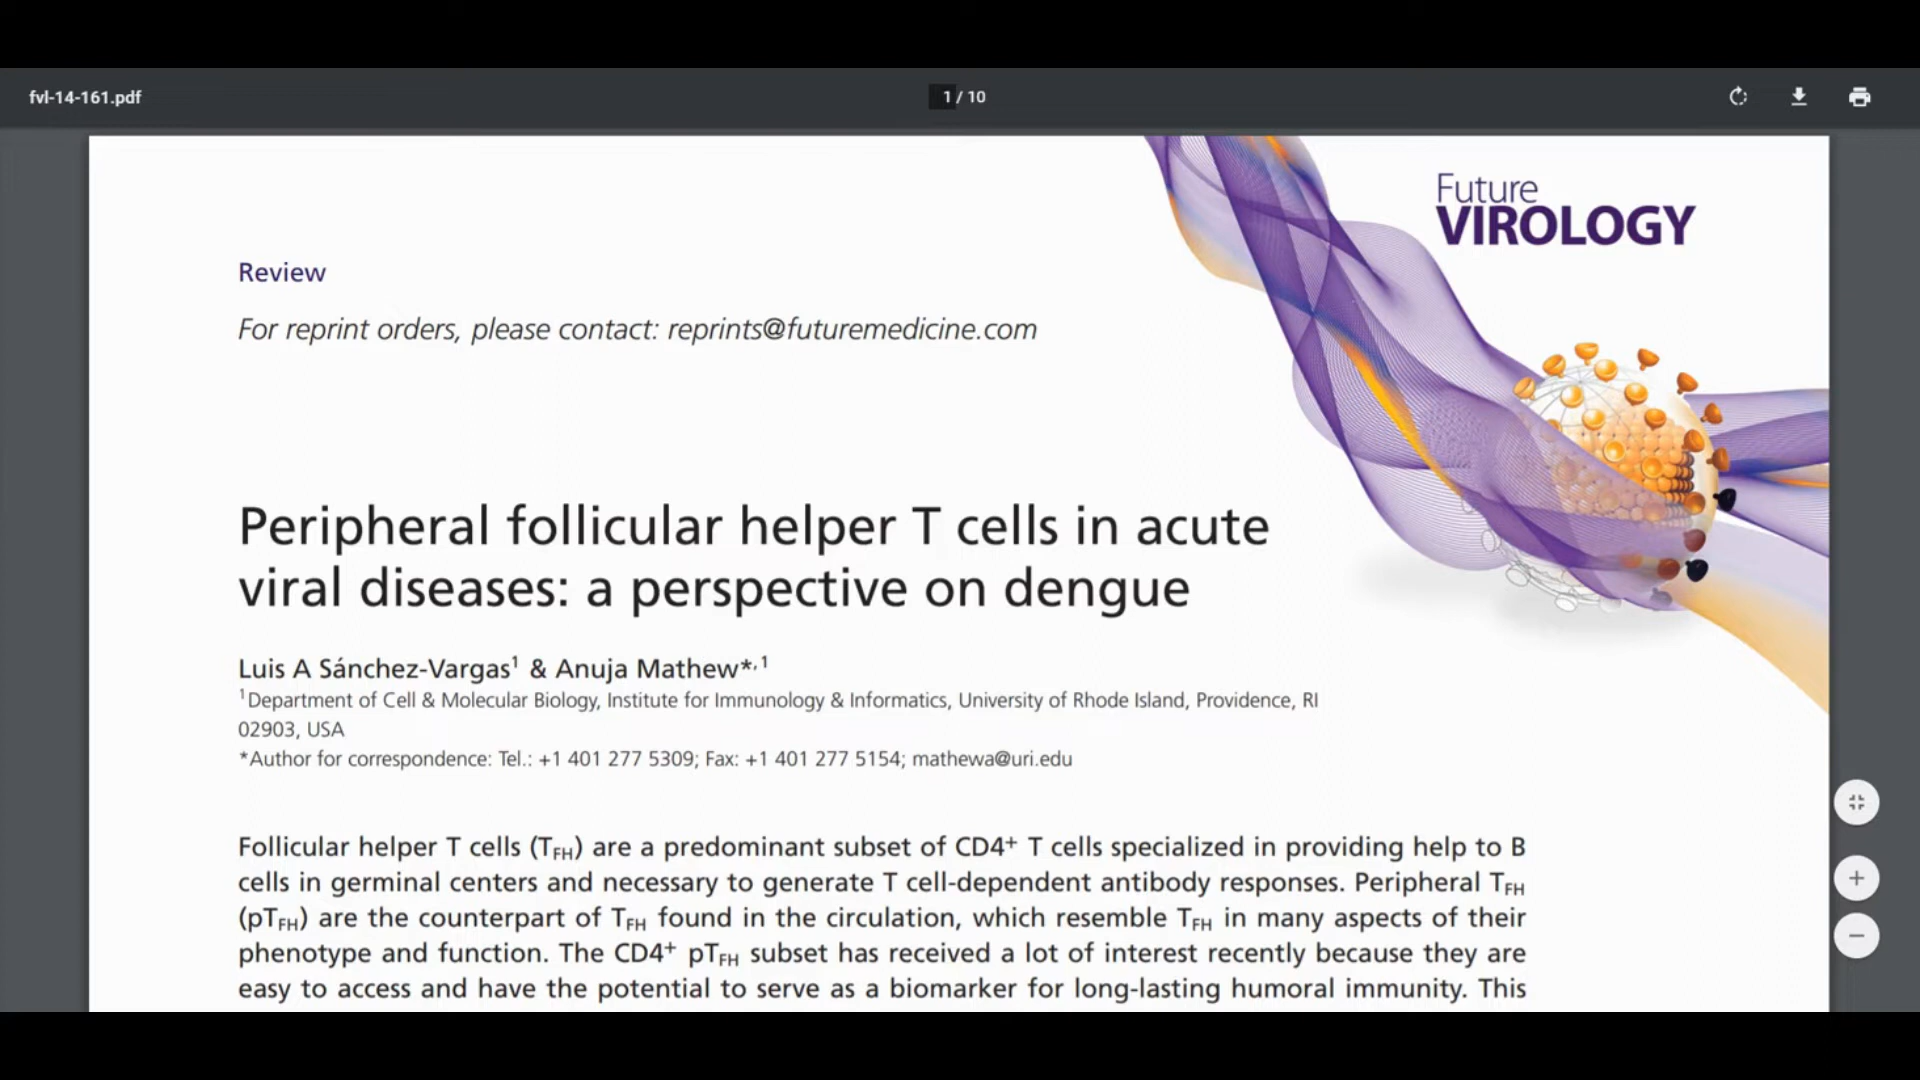 fvl-14-161.pdf
1 / 10
Future
VIROLOGY
Review
For reprint orders, please contact: reprints@futuremedicine.com
Peripheral follicular helper T cells in acute
viral diseases: a perspective on dengue
Luis A Sánchez-Vargas¹ & Anuja Mathew*,¹
¹Department of Cell & Molecular Biology, Institute for Immunology & Informatics, University of Rhode Island, Providence, RI
02903, USA
*Author for correspondence: Tel.: +1 401 277 5309; Fax: +1 401 277 5154; mathewa@uri.edu
Follicular helper T cells (TFH) are a predominant subset of CD4⁺ T cells specialized in providing help to B
cells in germinal centers and necessary to generate T cell-dependent antibody responses. Peripheral TFH
(pTFH) are the counterpart of TFH found in the circulation, which resemble TFH in many aspects of their
phenotype and function. The CD4⁺ pTFH subset has received a lot of interest recently because they are
easy to access and have the potential to serve as a biomarker for long-lasting humoral immunity. This